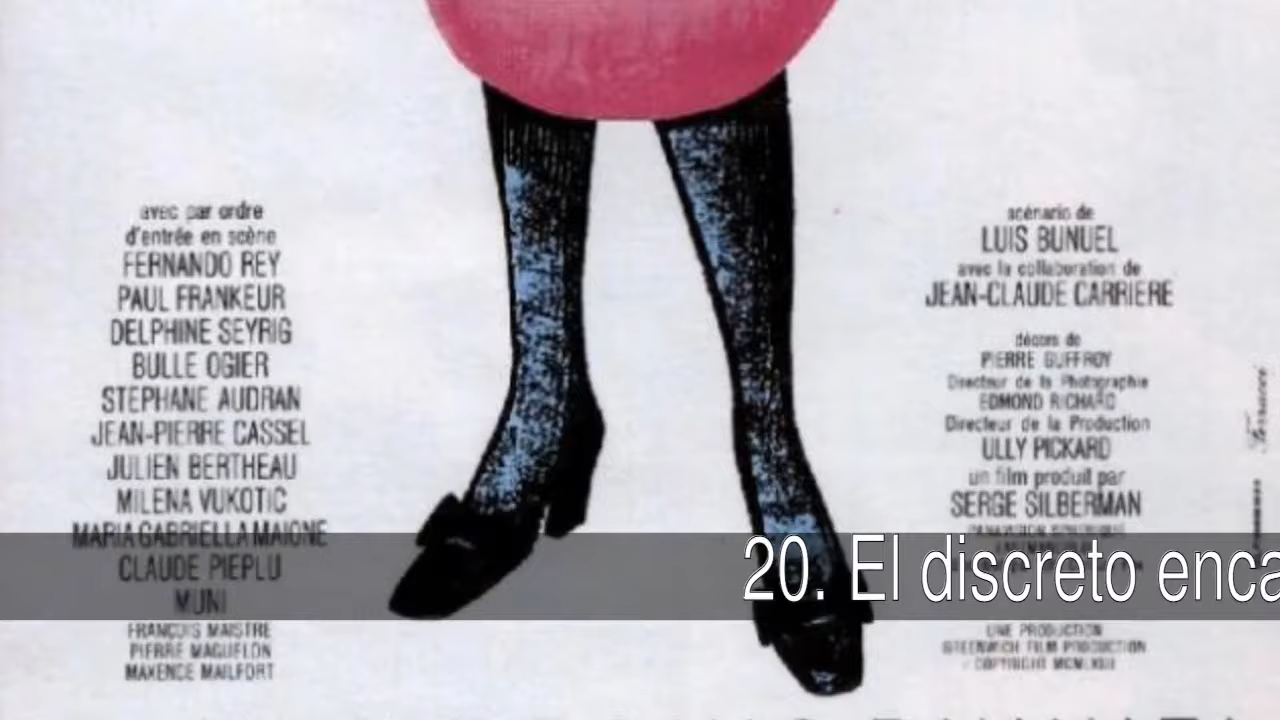 avec par ordre
d'entrée en scène
FERNANDO REY
PAUL FRANKEUR
DELPHINE SEYRIG
BULLE OGIER
STEPHANE AUDRAN
JEAN-PIERRE CASSEL
JULIEN BERTHEAU
MILENA VUKOTIC
MARIA GABRIELLA MAIONE
CLAUDE PIEPLU
MUNI
FRANCOIS MAISTRE
PIERRE MAGUELON
MAXENCE MAILFORT
scénario de
LUIS BUNUEL
avec la collaboration de
JEAN-CLAUDE CARRIERE
décors de
PIERRE GUFFROY
Directeur de la Photographie
EDMOND RICHARD
Directeur de la Production
ULLY PICKARD
un film produit par
SERGE SILBERMAN
UNE PRODUCTION
GREENWICH FILM PRODUCTION
COPYRIGHT MCMLXXII
Ferracci
20. El discreto enca